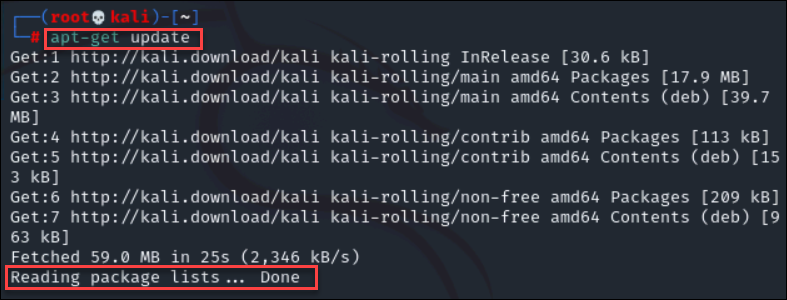 (root💀kali)-[~]
# apt-get update
Get:1 http://kali.download/kali kali-rolling InRelease [30.6 kB]
Get:2 http://kali.download/kali kali-rolling/main amd64 Packages [17.9 MB]
Get:3 http://kali.download/kali kali-rolling/main amd64 Contents (deb) [39.7
MB]
Get:4 http://kali.download/kali kali-rolling/contrib amd64 Packages [113 kB]
Get:5 http://kali.download/kali kali-rolling/contrib amd64 Contents (deb) [15
3 kB]
Get:6 http://kali.download/kali kali-rolling/non-free amd64 Packages [209 kB]
Get:7 http://kali.download/kali kali-rolling/non-free amd64 Contents (deb) [9
63 kB]
Fetched 59.0 MB in 25s (2,346 kB/s)
Reading package lists... Done